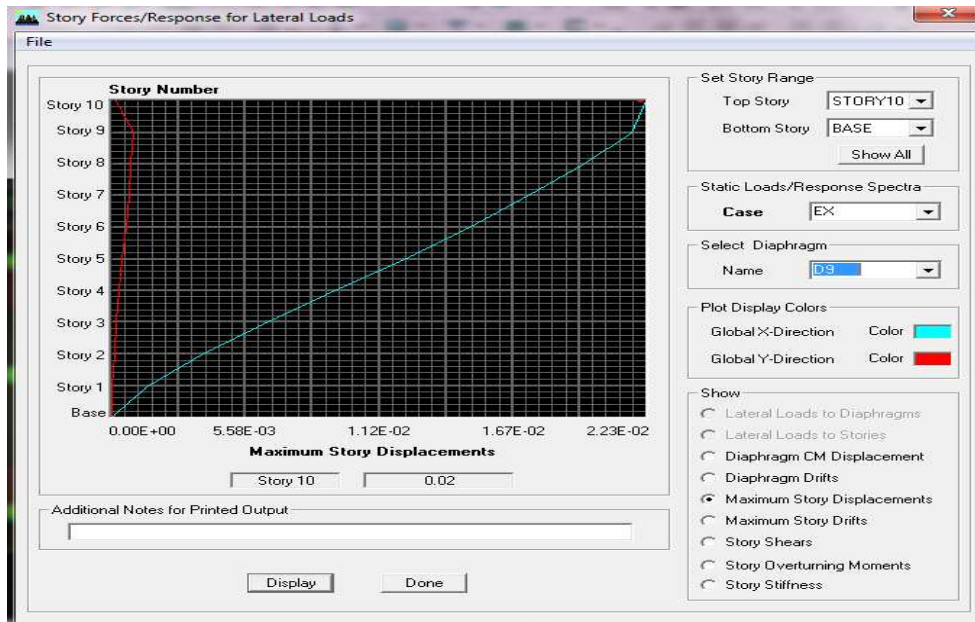 Story Forces/Response for Lateral Loads
File
Story Number
Story 10
Story 9
Story 8
Story 7
Story 6
Story 5
Story 4
Story 3
Story 2
Story 1
Base
0.00E+00 5.58E-03 1.12E-02 1.67E-02 2.23E-02
Maximum Story Displacements
Story 10 0.02
Additional Notes for Printed Output
Display Done
Set Story Range
Top Story STORY10
Bottom Story BASE
Show All
Static Loads/Response Spectra
Case EX
Select Diaphragm
Name D9
Plot Display Colors
Global X-Direction Color
Global Y-Direction Color
Show
Lateral Loads to Diaphragms
Lateral Loads to Stories
Diaphragm CM Displacement
Diaphragm Drifts
Maximum Story Displacements
Maximum Story Drifts
Story Shears
Story Overturning Moments
Story Stiffness